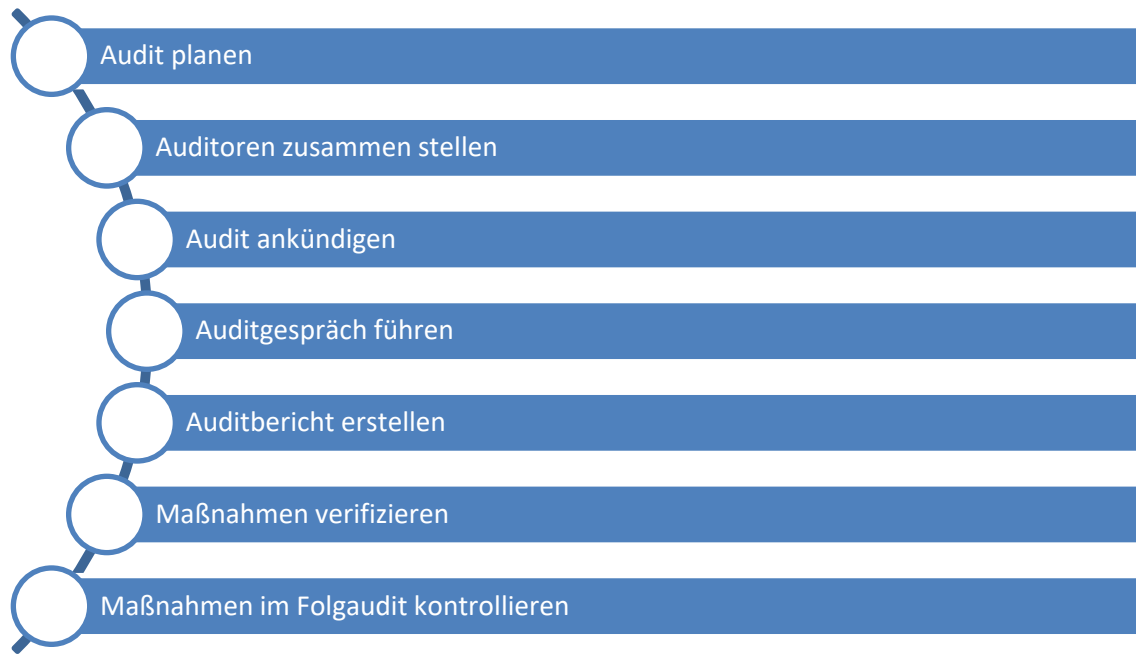 Audit planen
Auditoren zusammen stellen
Audit ankündigen
Auditgespräch führen
Auditbericht erstellen
Maßnahmen verifizieren
Maßnahmen im Folgaudit kontrollieren